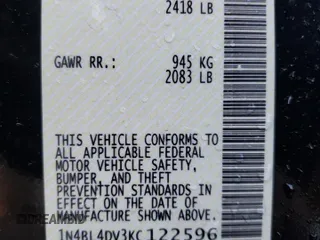 2418 LB
GAWR RR.: 945 KG
2083 LB
THIS VEHICLE CONFORMS TO
ALL APPLICABLE FEDERAL
MOTOR VEHICLE SAFETY,
BUMPER, AND THEFT
PREVENTION STANDARDS
IN EFFECT ON THE DATE OF
MANUFACTURE SHOWN ABOVE.
1N4BL4DV3KC122596